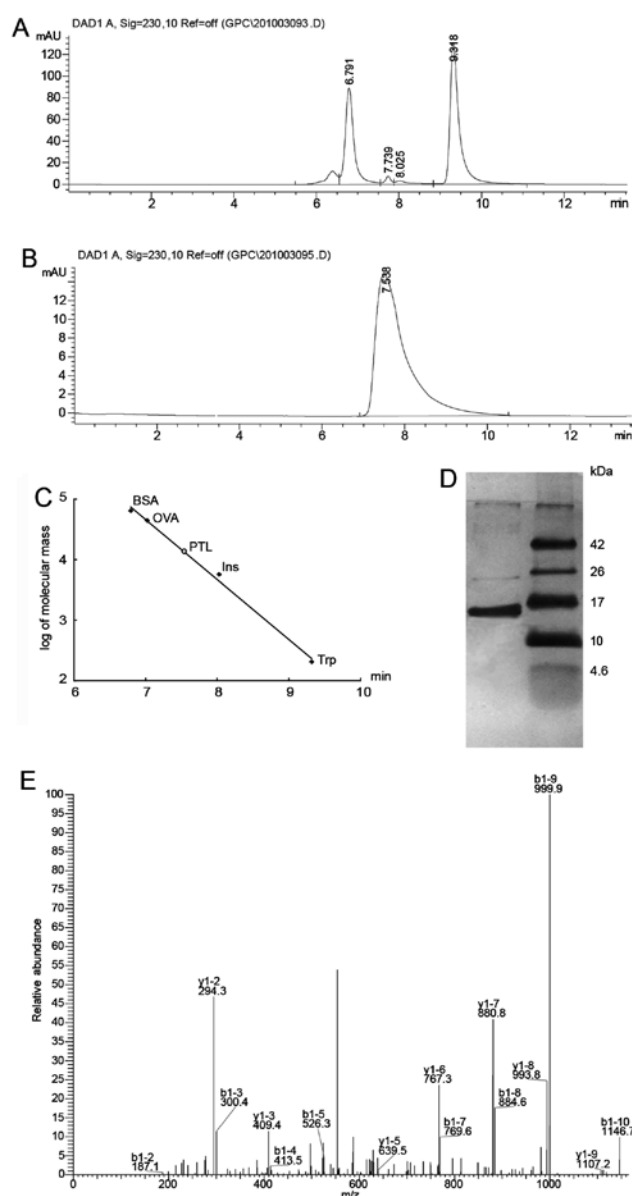 A
DAD1 A, Sig=230,10 Ref=off (GPC\201003093.D)
mAU
120
100
80
60
40
20
0
6.791
7.739
8.025
9.318
2 4 6 8 10 12 min
B
DAD1 A, Sig=230,10 Ref=off (GPC\201003095.D)
mAU
12
10
8
6
4
2
0
7.538
2 4 6 8 10 12 min
C
log of molecular mass
5
4
3
2
BSA
OVA
PTL
Ins
Trp
min
6 7 8 9 10
D
kDa
42
26
17
10
4.6
E
Relative abundance
100
95
90
85
80
75
70
65
60
55
50
45
40
35
30
25
20
15
10
5
0
b1-9
999.9
y1-2
294.3
y1-7
880.8
y1-6
767.3
y1-8
993.8
b1-3
300.4
y1-3
409.4
b1-5
526.3
b1-7
769.6
b1-8
884.6
b1-10
1146.7
b1-2
187.1
b1-4
413.5
y1-5
639.5
y1-9
1107.2
0 200 400 600 800 1000
m/z